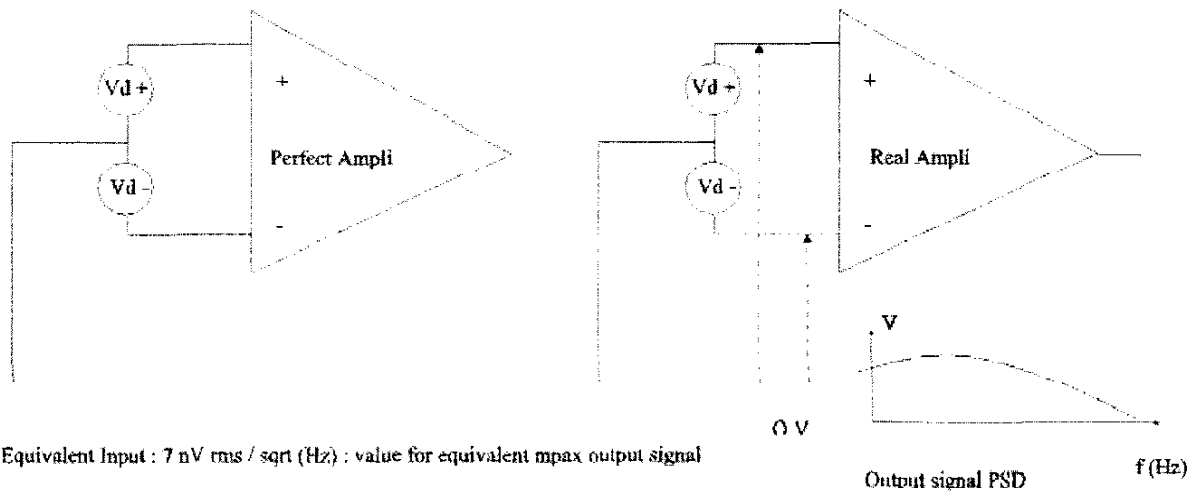 Vd +
+
Perfect Ampli
Vd -
-
Vd +
+
Real Ampli
Vd -
-
V
O V
Equivalent Input : 7 nV rms / sqrt (Hz) : value for equivalent mpax output signal
f (Hz)
Output signal PSD